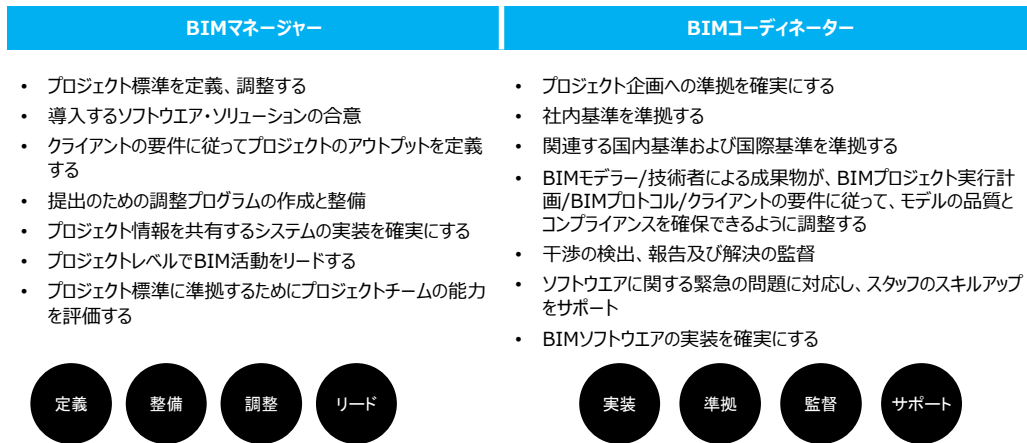 BIMマネージャー
• プロジェクト標準を定義、調整する
• 導入するソフトウエア・ソリューションの合意
• クライアントの要件に従ってプロジェクトのアウトプットを定義
する
• 提出のための調整プログラムの作成と整備
• プロジェクト情報を共有するシステムの実装を確実にする
• プロジェクトレベルでBIM活動をリードする
• プロジェクト標準に準拠するためにプロジェクトチームの能力
を評価する
定義
整備
調整
リード
BIMコーディネーター
• プロジェクト企画への準拠を確実にする
• 社内基準を準拠する
• 関連する国内基準および国際基準を準拠する
• BIMモデラー/技術者による成果物が、BIMプロジェクト実行計
画/BIMプロトコル/クライアントの要件に従って、モデルの品質と
コンプライアンスを確保できるように調整する
• 干渉の検出、報告及び解決の監督
• ソフトウエアに関する緊急の問題に対応し、スタッフのスキルアップ
をサポート
• BIMソフトウエアの実装を確実にする
実装
準拠
監督
サポート